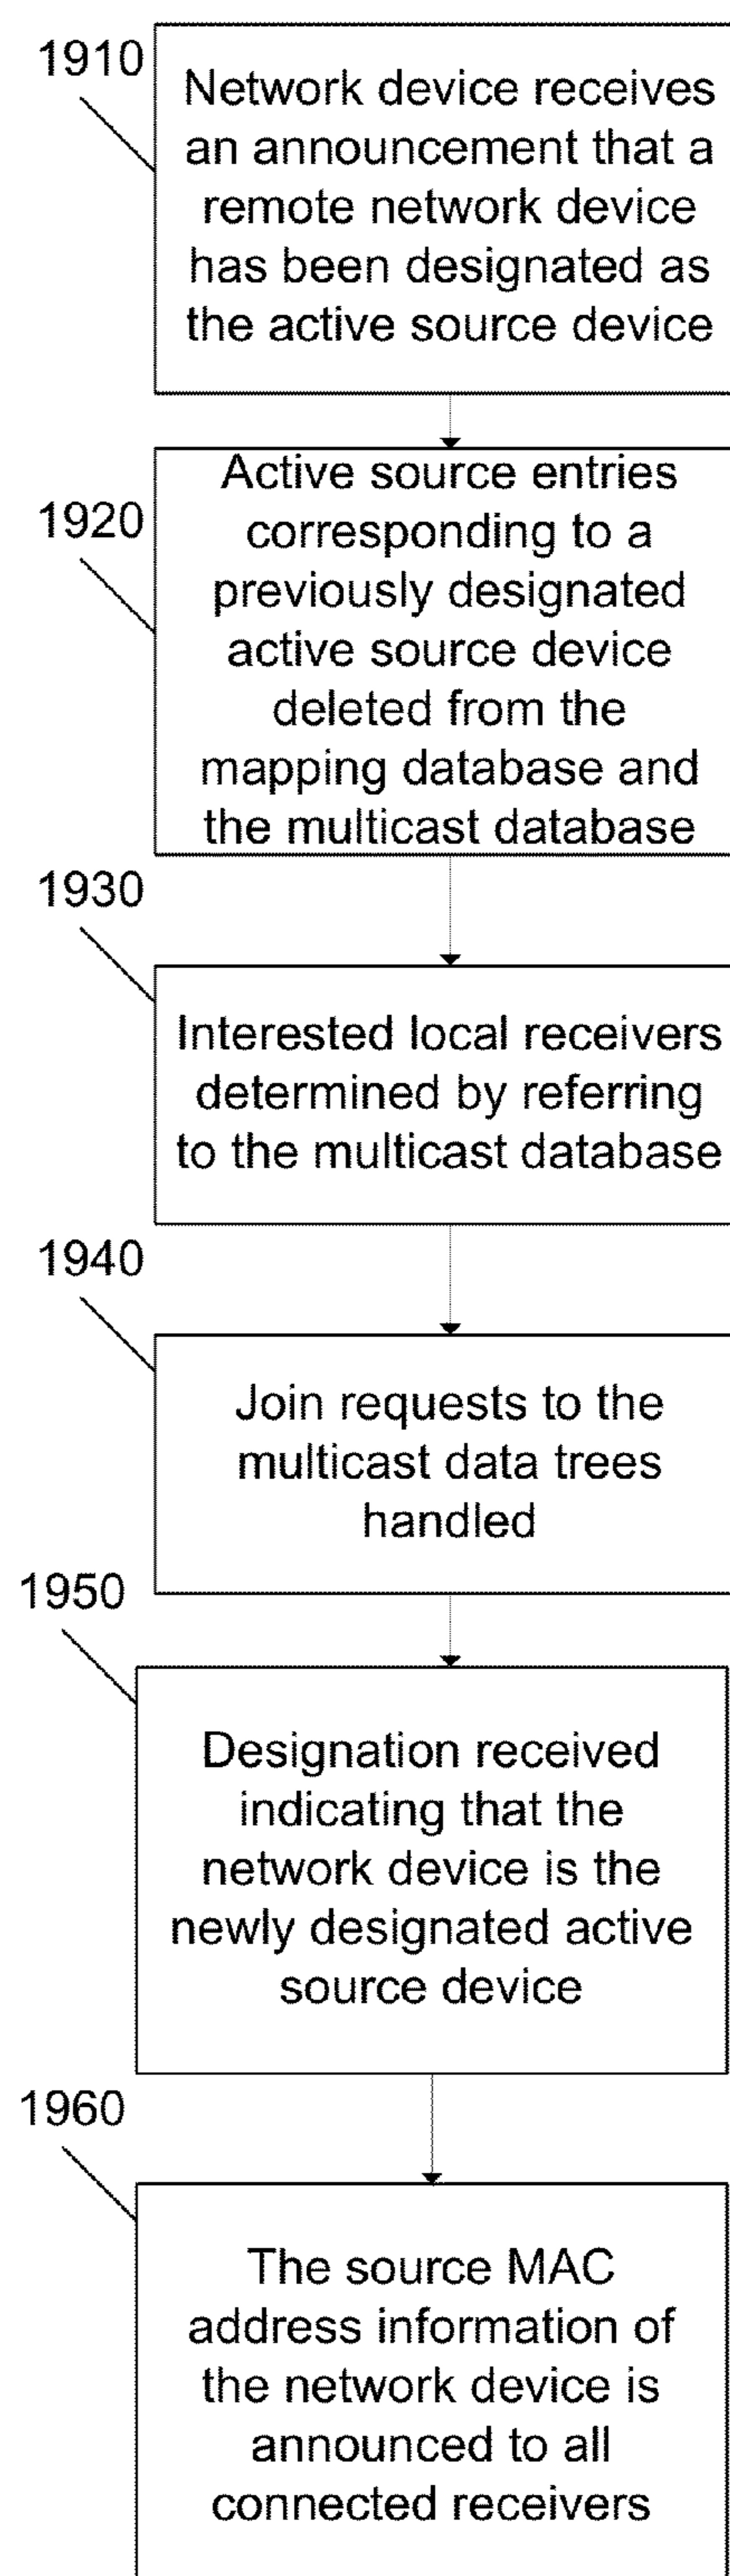 1910
Network device receives
an announcement that a
remote network device
has been designated as
the active source device
1920
Active source entries
corresponding to a
previously designated
active source device
deleted from the
mapping database and
the multicast database
1930
Interested local receivers
determined by referring
to the multicast database
1940
Join requests to the
multicast data trees
handled
1950
Designation received
indicating that the
network device is the
newly designated active
source device
1960
The source MAC
address information of
the network device is
announced to all
connected receivers